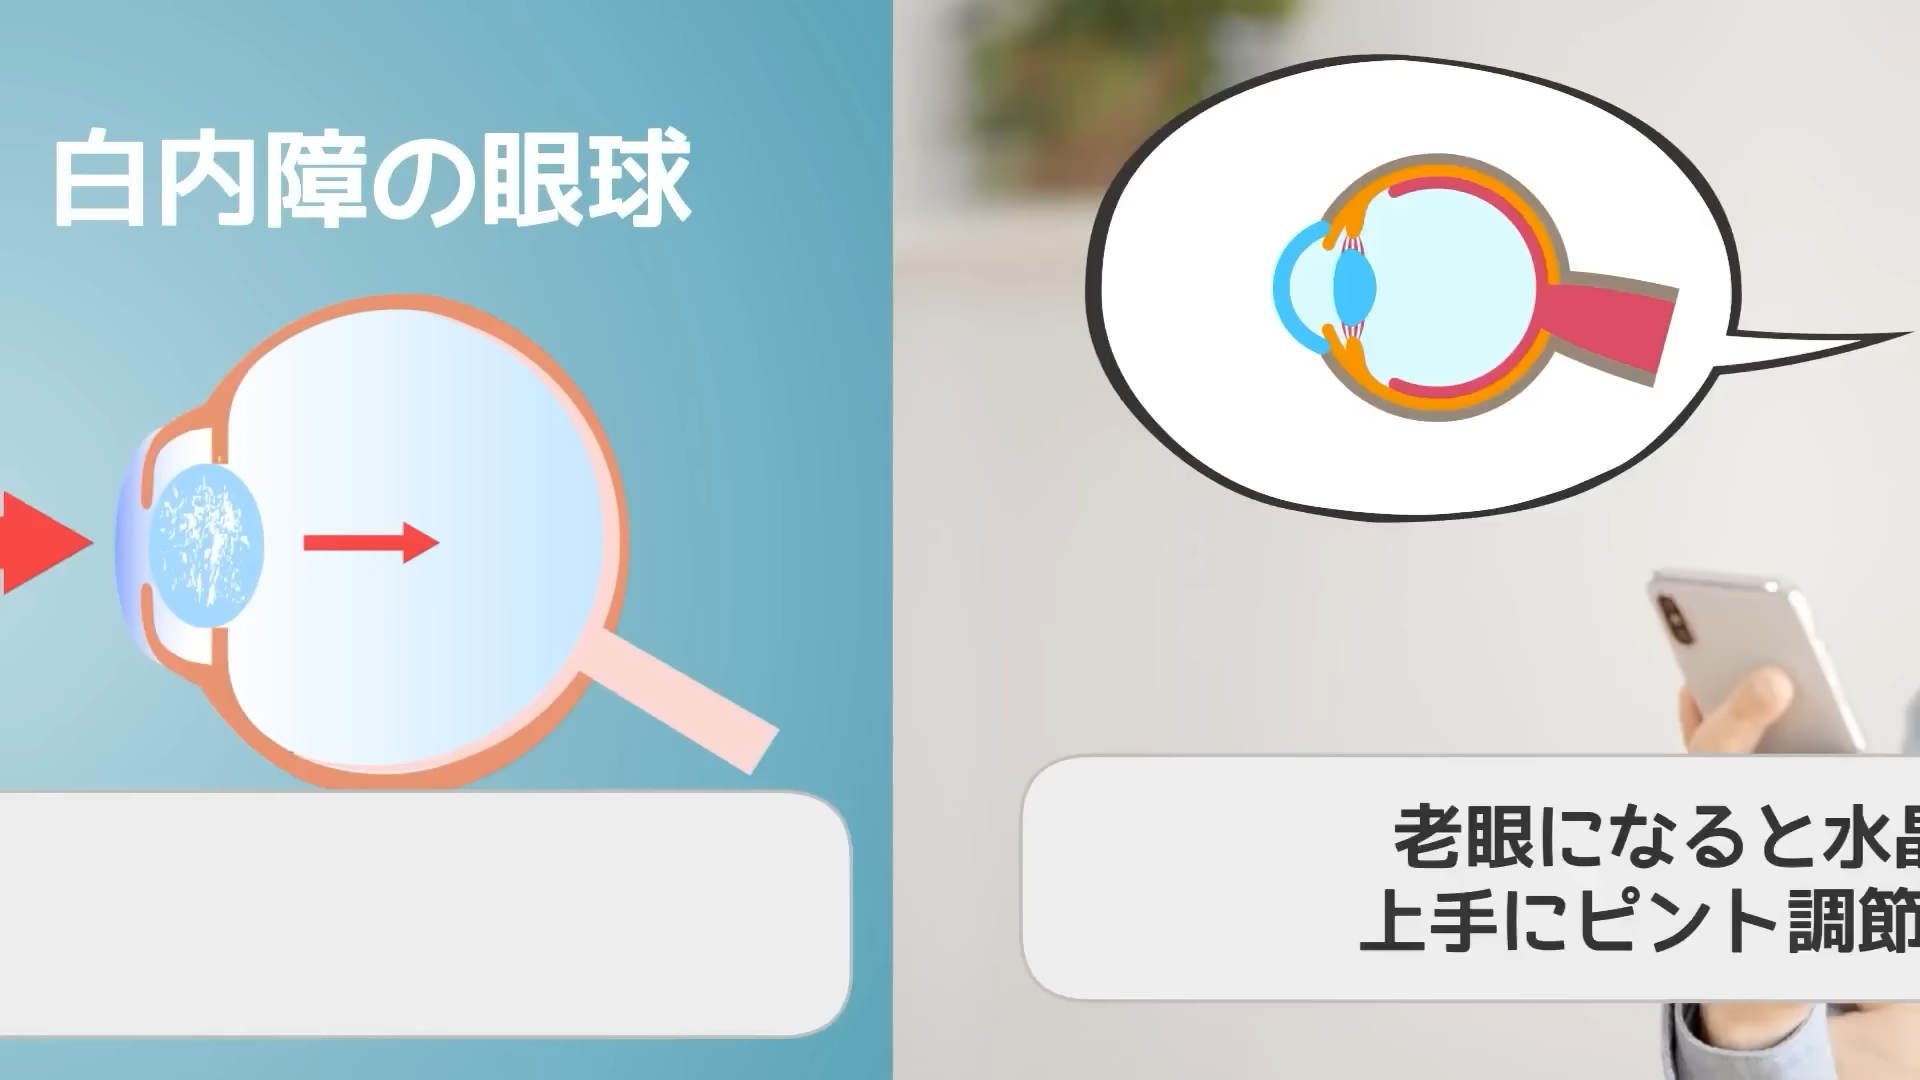 白内障の眼球
老眼になると水晶
上手にピント調節